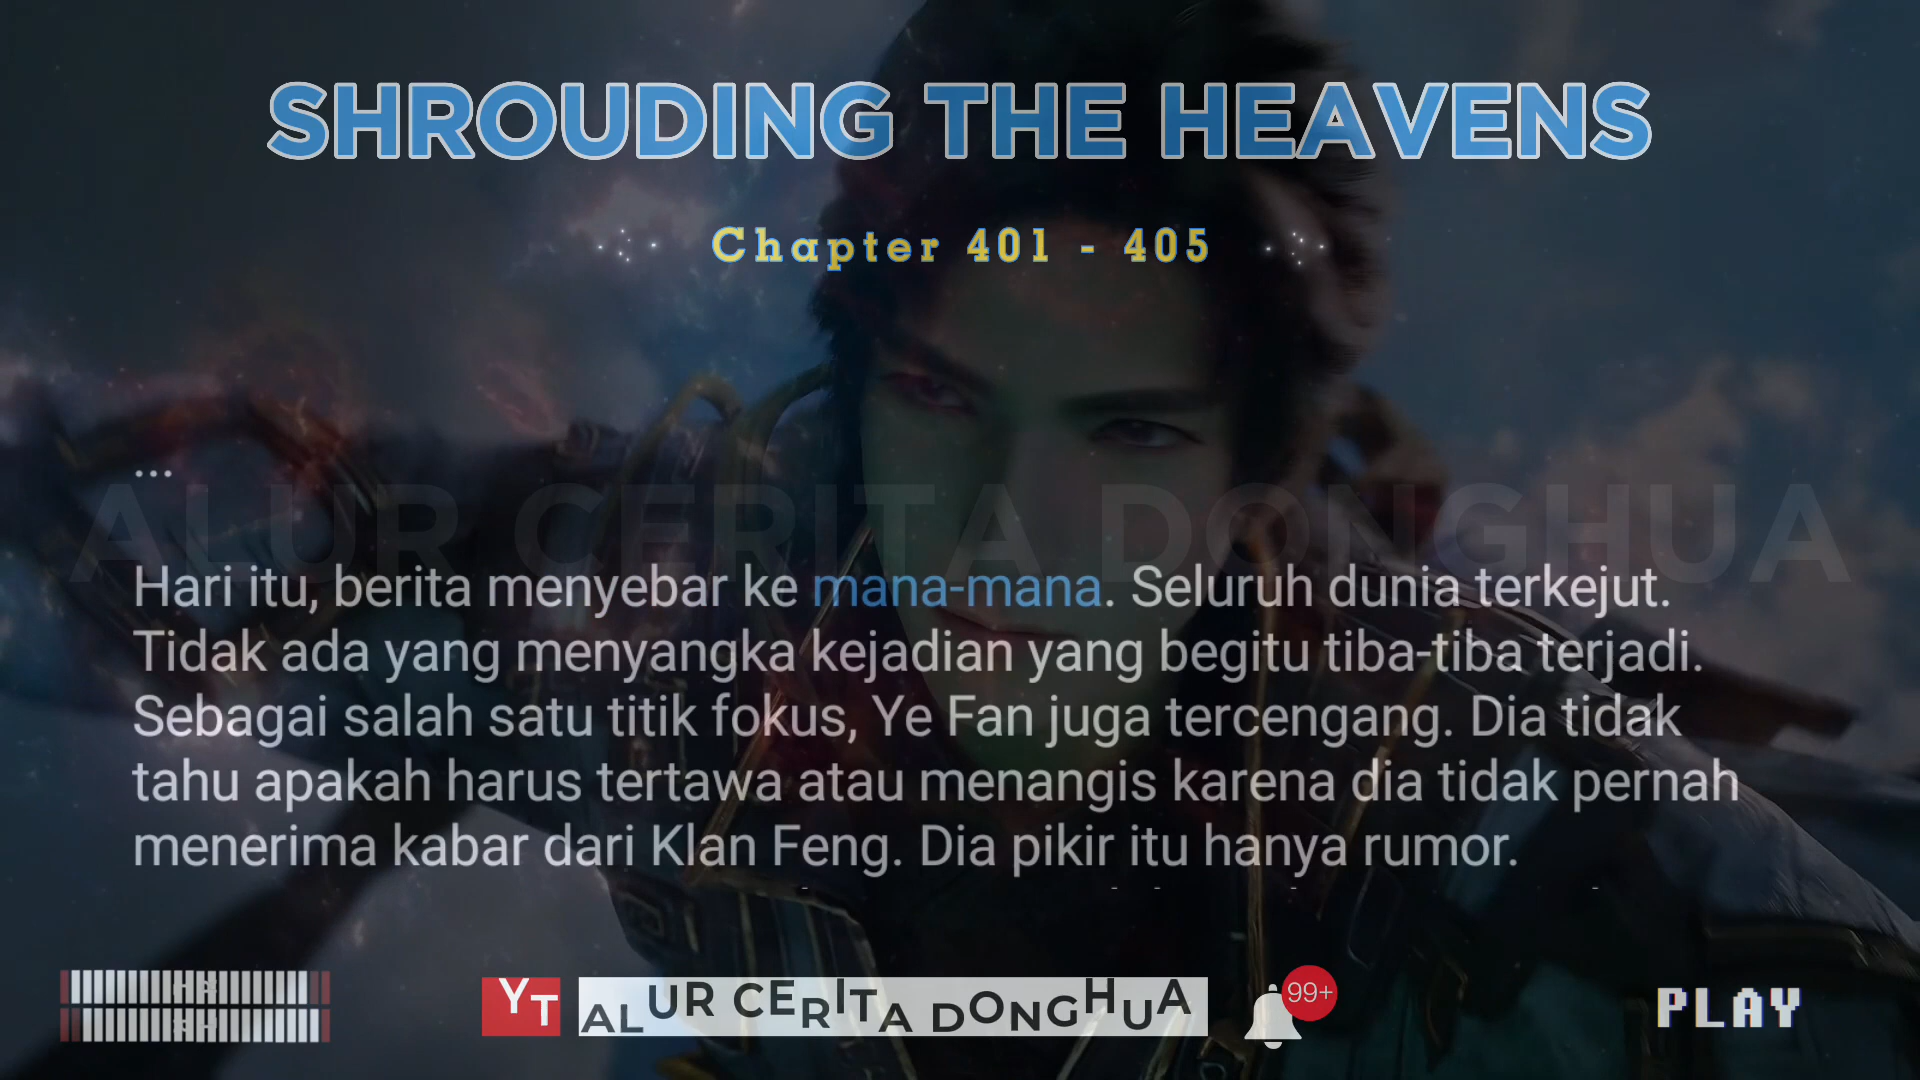 SHROUDING THE HEAVENS
Chapter 401 - 405
...
ALUR CERITA DONGHUA
Hari itu, berita menyebar ke mana-mana. Seluruh dunia terkejut.
Tidak ada yang menyangka kejadian yang begitu tiba-tiba terjadi.
Sebagai salah satu titik fokus, Ye Fan juga tercengang. Dia tidak
tahu apakah harus tertawa atau menangis karena dia tidak pernah
menerima kabar dari Klan Feng. Dia pikir itu hanya rumor.
YT ALUR CERITA DONGHUA 99+
PLAY